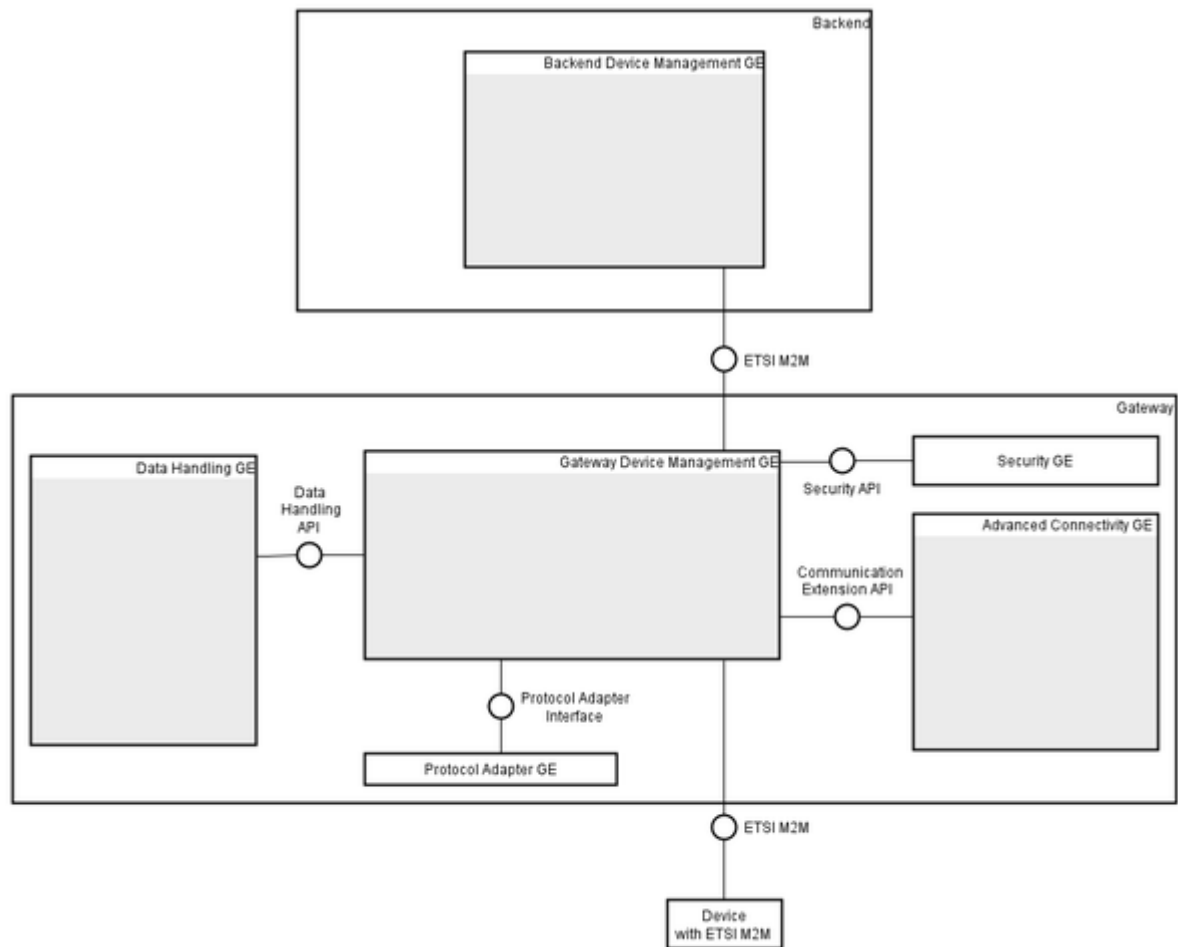 Backend
Backend Device Management GE
ETSI M2M
Gateway
Data Handling GE
Data
Handling
API
Gateway Device Management GE
Security API
Security GE
Advanced Connectivity GE
Communication
Extension API
Protocol Adapter
Interface
Protocol Adapter GE
ETSI M2M
Device
with ETSI M2M